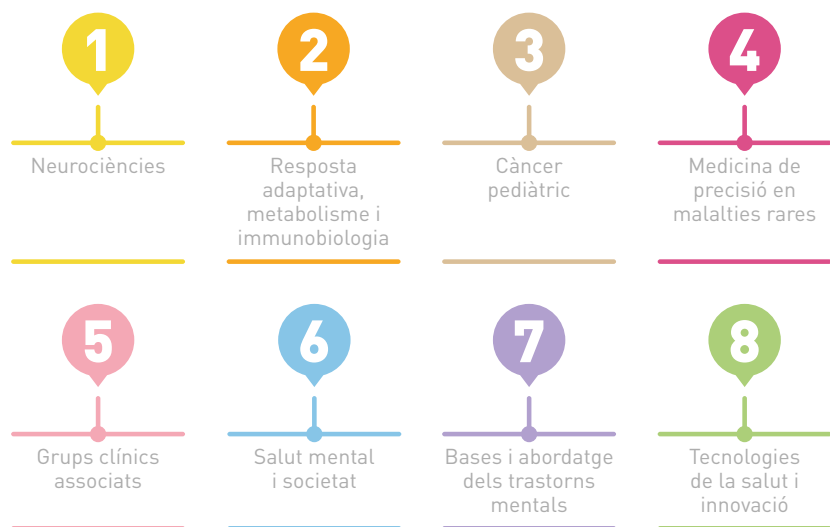 1
Neurociències
2
Resposta
adaptativa,
metabolisme i
immunobiologia
3
Càncer
pediàtric
4
Medicina de
precisió en
malalties rares
5
Grups clínics
associats
6
Salut mental
i societat
7
Bases i abordatge
dels trastorns
mentals
8
Tecnologies
de la salut i
innovació